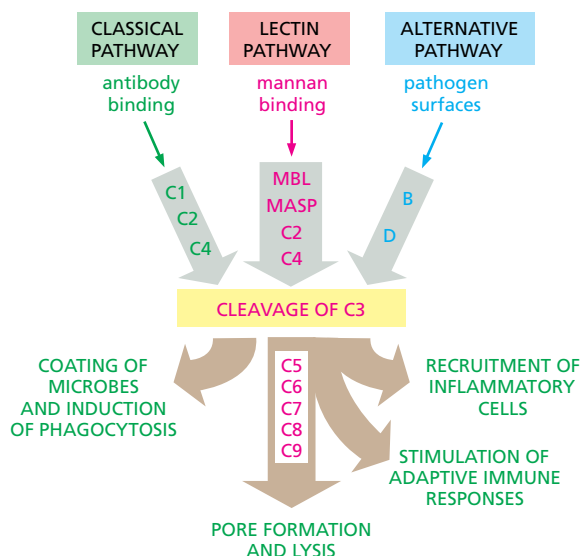 CLASSICAL
PATHWAY
LECTIN
PATHWAY
ALTERNATIVE
PATHWAY
antibody
binding
mannan
binding
pathogen
surfaces
C1
C2
C4
MBL
MASP
C2
C4
B
D
CLEAVAGE OF C3
COATING OF
MICROBES
AND INDUCTION
OF PHAGOCYTOSIS
C5
C6
C7
C8
C9
RECRUITMENT OF
INFLAMMATORY
CELLS
STIMULATION OF
ADAPTIVE IMMUNE
RESPONSES
PORE FORMATION
AND LYSIS